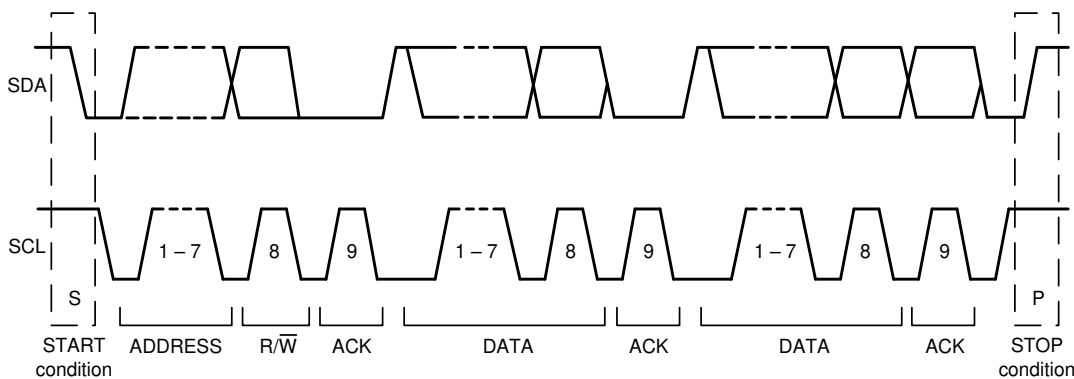 SDA
SCL
1 – 7
8
9
1 – 7
8
9
1 – 7
8
9
S
P
START
condition
ADDRESS
R/W̅
ACK
DATA
ACK
DATA
ACK
STOP
condition